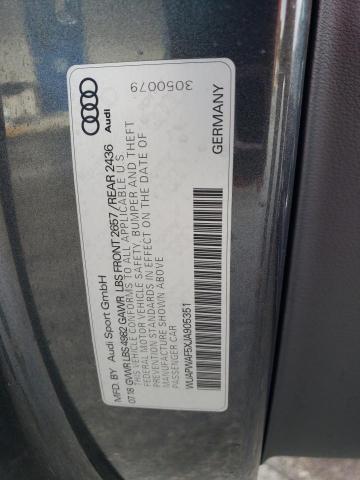 3050079
Audi
GERMANY
MFD. BY Audi Sport GmbH
07/18 GVWR LBS 4982 GAWR LBS FRONT 2657/REAR 2436
THIS VEHICLE CONFORMS TO ALL APPLICABLE U.S.
FEDERAL MOTOR VEHICLE SAFETY, BUMPER AND THEFT
PREVENTION STANDARDS IN EFFECT ON THE DATE OF
MANUFACTURE SHOWN ABOVE
PASSENGER CAR
WUAPWAF5XJA905351